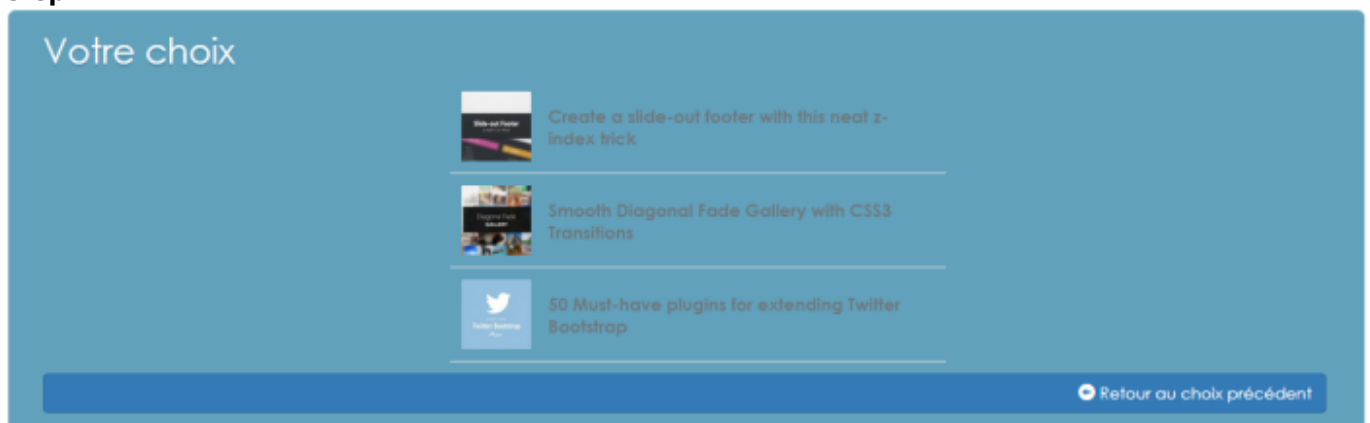 Votre choix
Slide-out Footer
Create a slide-out footer with this neat z-
index trick
Diagonal Fade
GALLERY
Smooth Diagonal Fade Gallery with CSS3
Transitions
Twitter Bootstrap
50 Must-have plugins for extending Twitter
Bootstrap
Retour au choix précédent